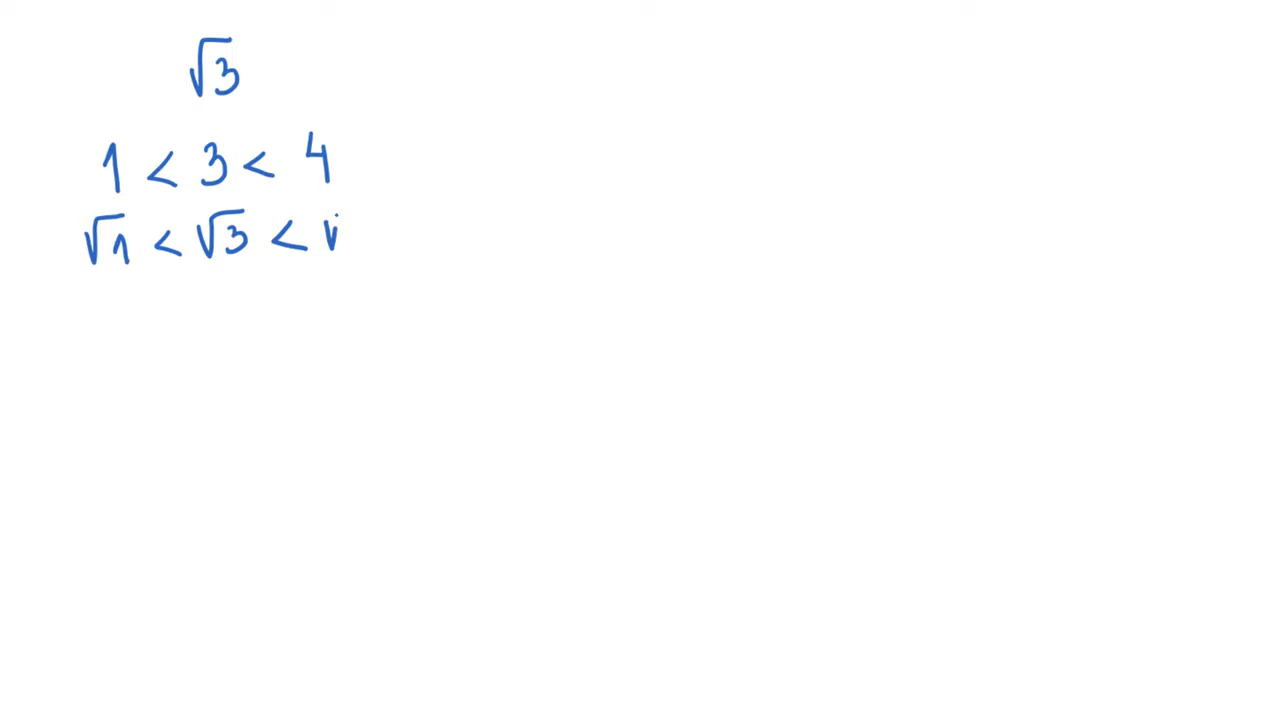 √3
1 < 3 < 4
√1 < √3 < √